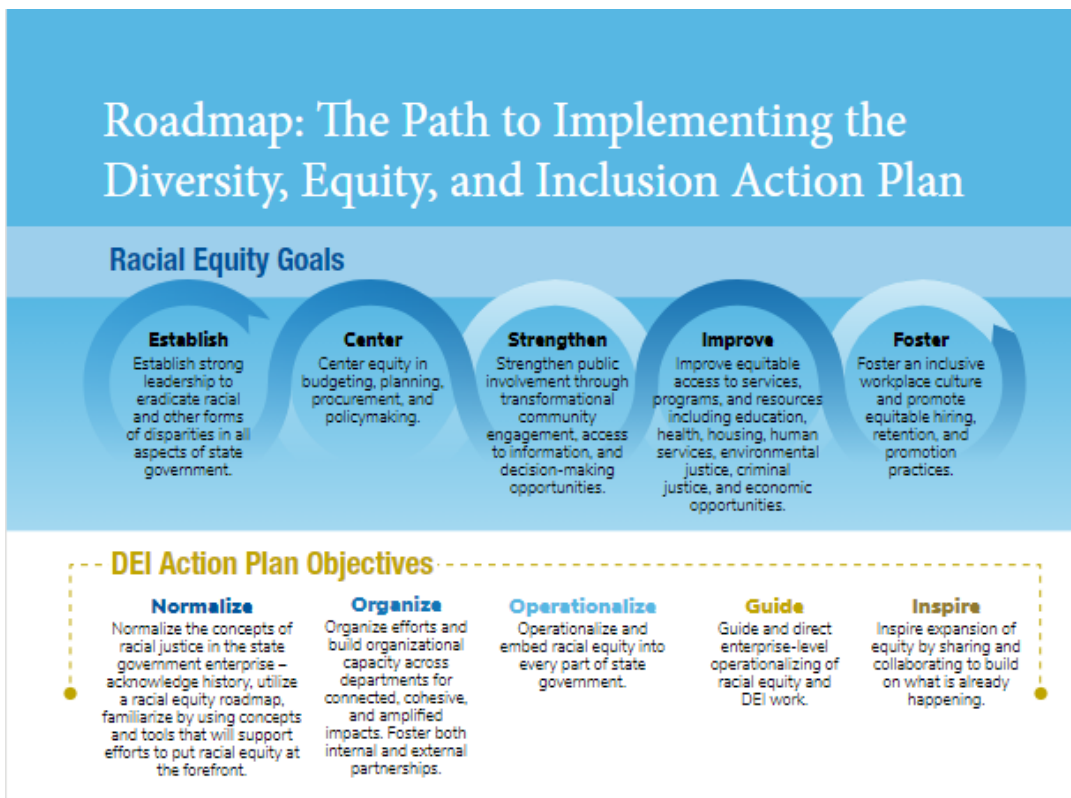 Roadmap: The Path to Implementing the
Diversity, Equity, and Inclusion Action Plan
Racial Equity Goals
Establish
Establish strong
leadership to
eradicate racial
and other forms
of disparities in all
aspects of state
government.
Center
Center equity in
budgeting, planning,
procurement, and
policymaking.
Strengthen
Strengthen public
involvement through
transformational
community
engagement, access
to information, and
decision-making
opportunities.
Improve
Improve equitable
access to services,
programs, and resources
including education,
health, housing, human
services, environmental
justice, criminal
justice, and economic
opportunities.
Foster
Foster an inclusive
workplace culture
and promote
equitable hiring,
retention, and
promotion
practices.
DEI Action Plan Objectives
Normalize
Normalize the concepts of
racial justice in the state
government enterprise –
acknowledge history, utilize
a racial equity roadmap,
familiarize by using concepts
and tools that will support
efforts to put racial equity at
the forefront.
Organize
Organize efforts and
build organizational
capacity across
departments for
connected, cohesive,
and amplified
impacts. Foster both
internal and external
partnerships.
Operationalize
Operationalize and
embed racial equity into
every part of state
government.
Guide
Guide and direct
enterprise-level
operationalizing of
racial equity and
DEI work.
Inspire
Inspire expansion of
equity by sharing and
collaborating to build
on what is already
happening.